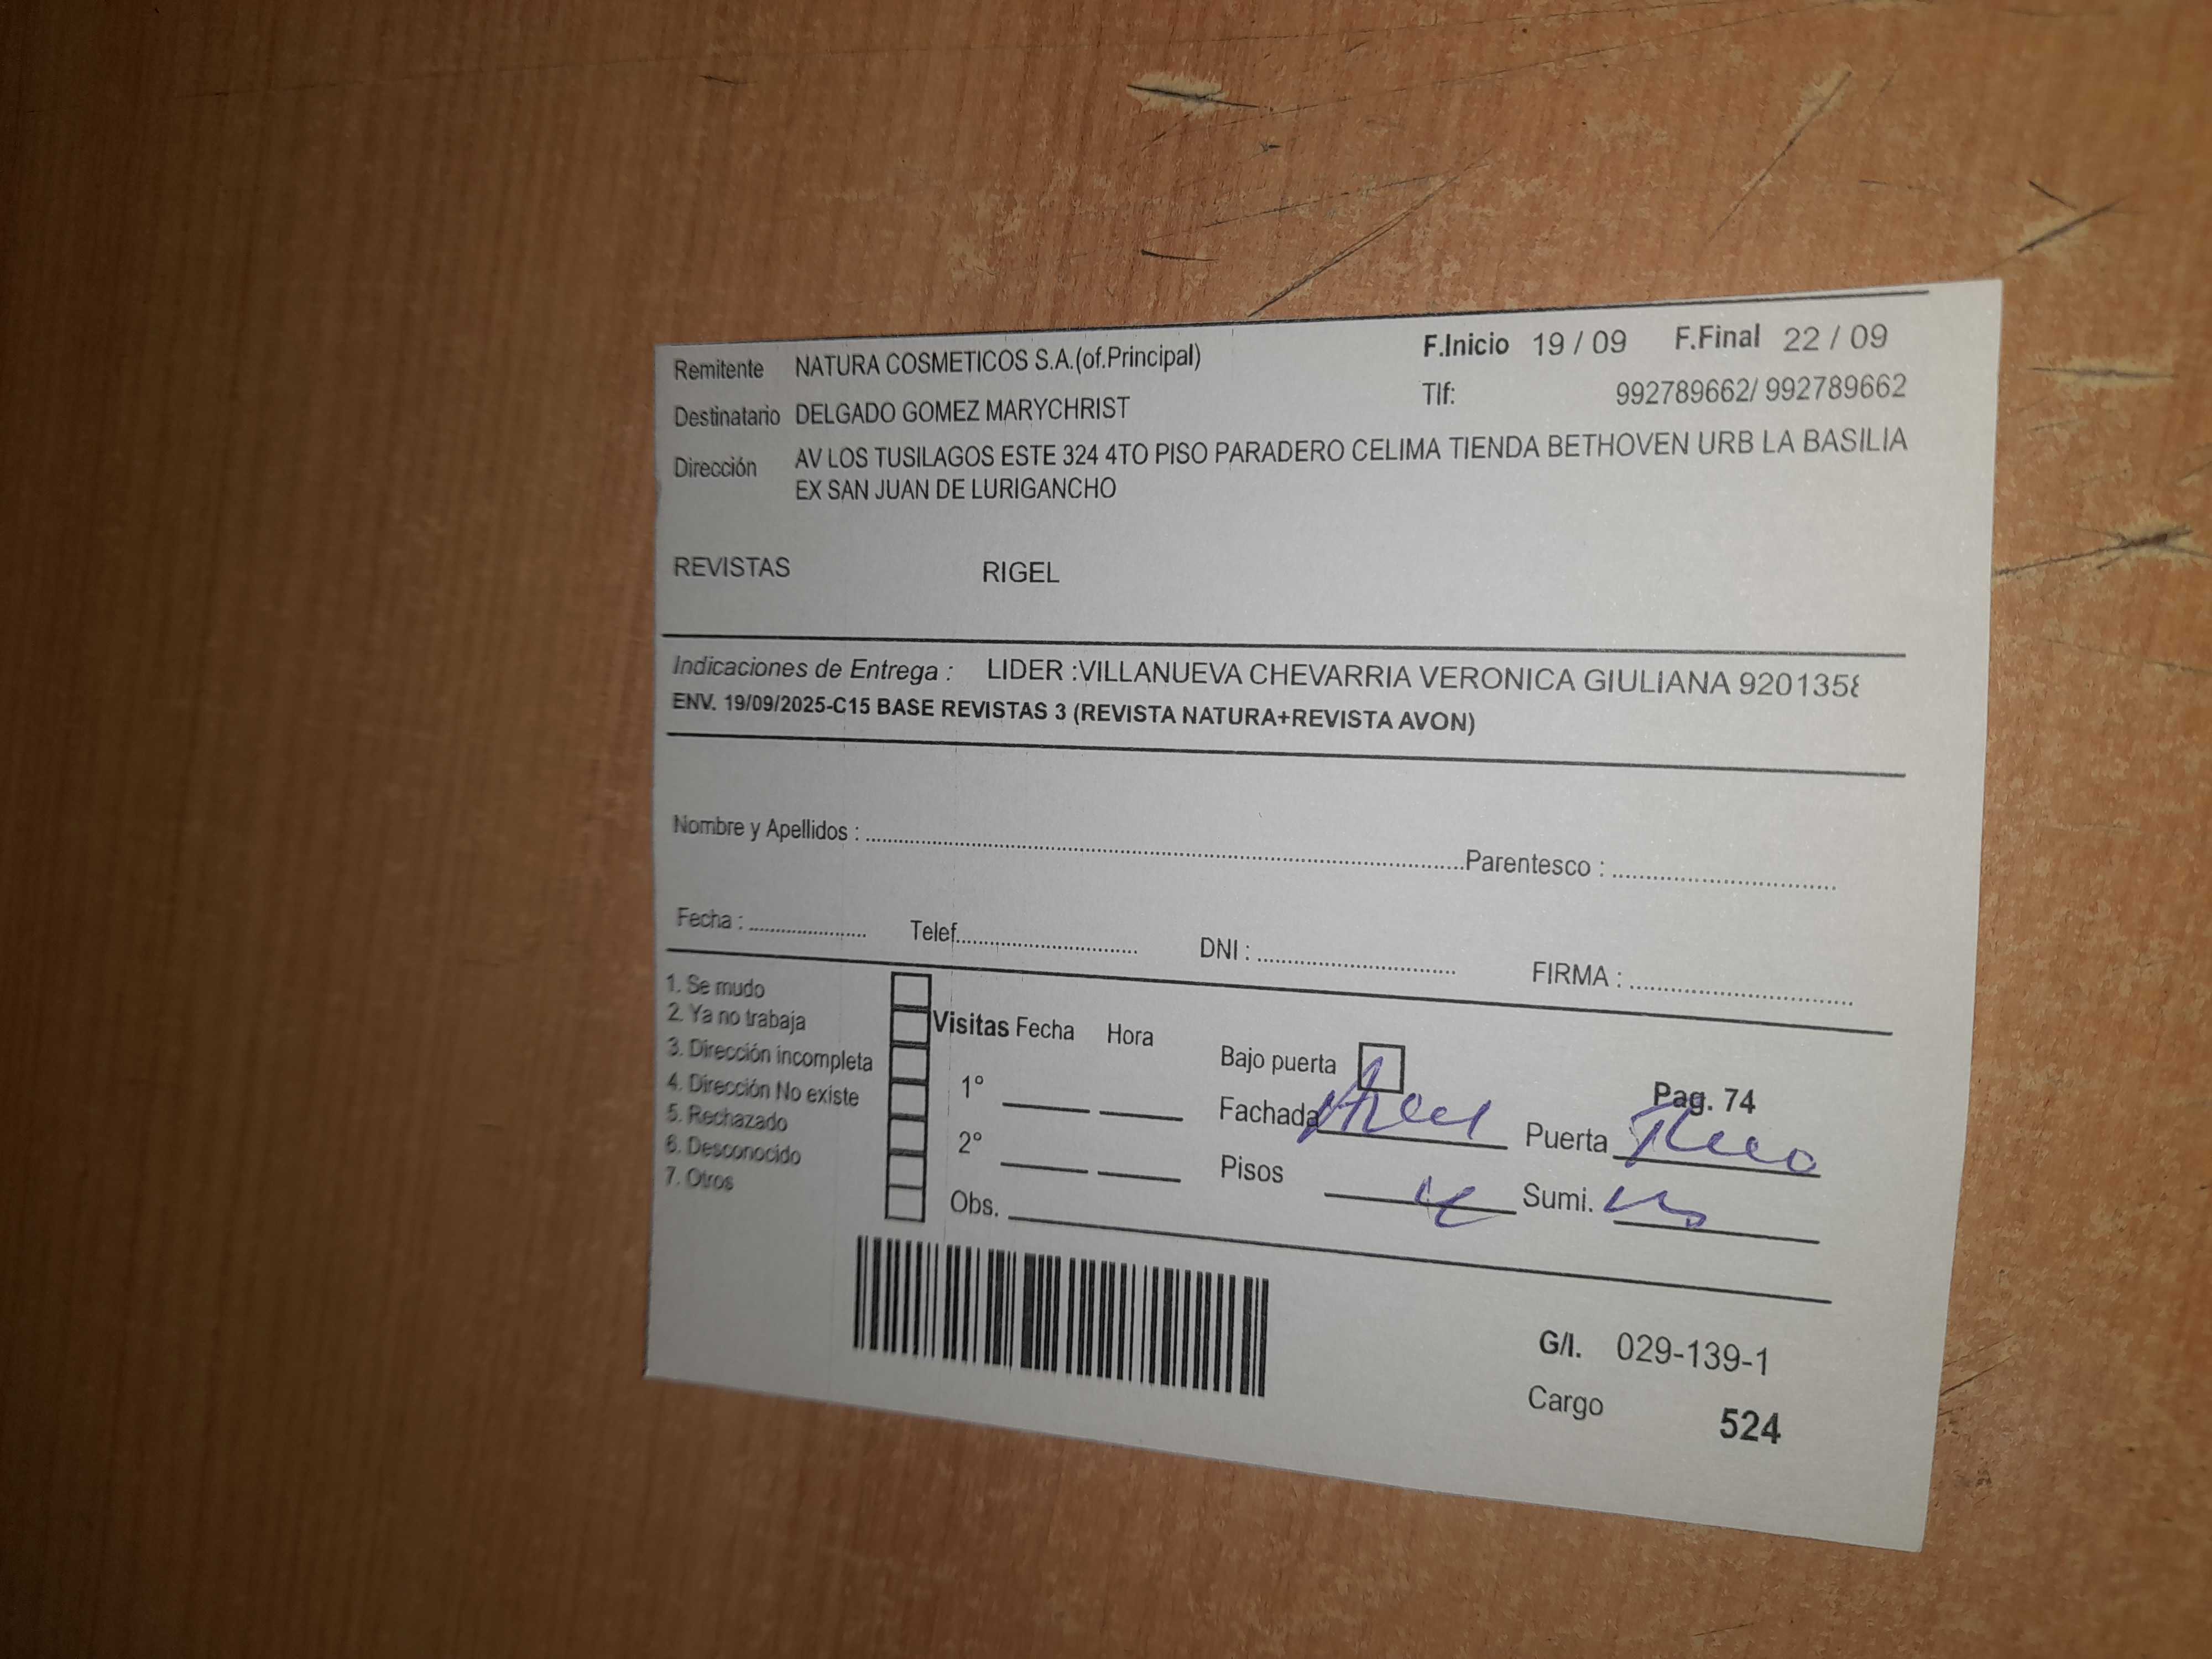 Remitente NATURA COSMETICOS S.A.(of.Principal) F.Inicio 19 / 09 F.Final 22 / 09
Destinatario DELGADO GOMEZ MARYCHRIST Tlf: 992789662/ 992789662
Dirección AV LOS TUSILAGOS ESTE 324 4TO PISO PARADERO CELIMA TIENDA BETHOVEN URB LA BASILIA
EX SAN JUAN DE LURIGANCHO
REVISTAS RIGEL
Indicaciones de Entrega : LIDER :VILLANUEVA CHEVARRIA VERONICA GIULIANA 920135
ENV. 19/09/2025-C15 BASE REVISTAS 3 (REVISTA NATURA+REVISTA AVON)
Nombre y Apellidos : Parentesco :
Fecha : Telef. DNI : FIRMA :
1. Se mudo
2. Ya no trabaja
3. Dirección incompleta
4. Dirección No existe
5. Rechazado
6. Desconocido
7. Otros
Visitas Fecha Hora
1°
2°
Obs.
Bajo puerta
Pag. 74
Fachada Puerta
Pisos 4 Sumi.
G/I. 029-139-1
Cargo 524